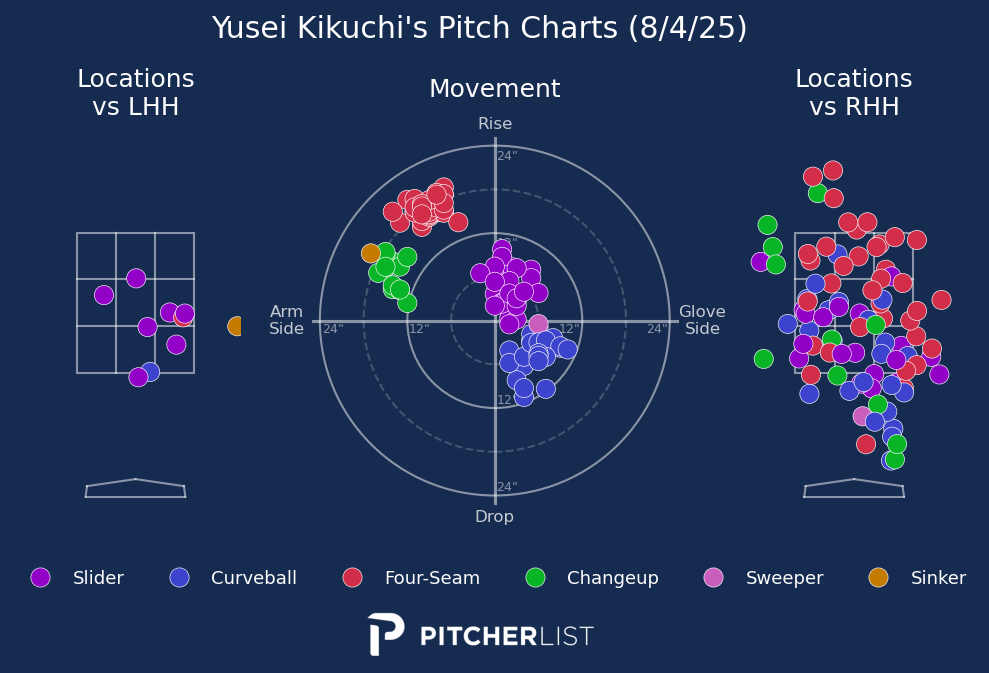 Yusei Kikuchi's Pitch Charts (8/4/25)
Locations
vs LHH
Movement
Locations
vs RHH
Rise
24"
12"
Arm
Side
24"
12"
12"
24"
Glove
Side
12"
24"
Drop
Slider
Curveball
Four-Seam
Changeup
Sweeper
Sinker
PITCHERLIST